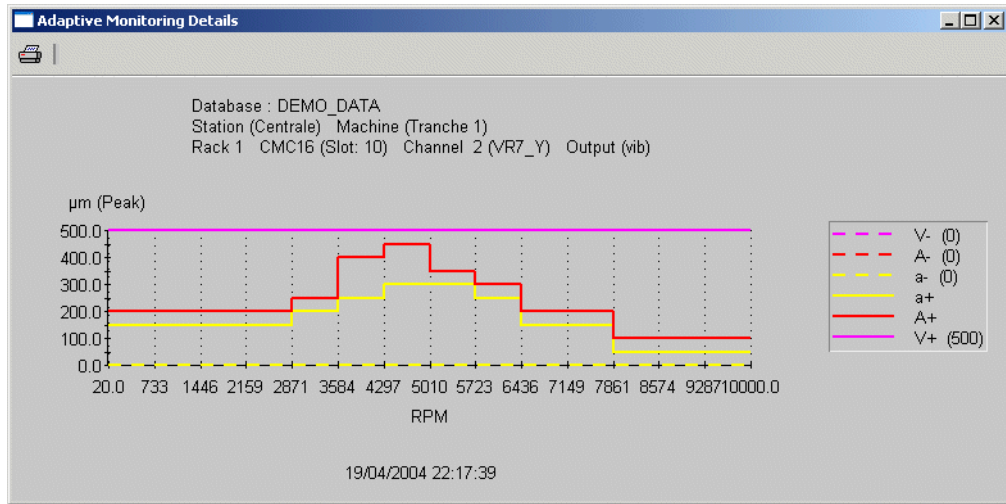 Adaptive Monitoring Details
Database : DEMO_DATA
Station (Centrale) Machine (Tranche 1)
Rack 1 CMC16 (Slot: 10) Channel 2 (VR7_Y) Output (vib)
µm (Peak)
500.0
400.0
300.0
200.0
100.0
0.0
20.0 733 1446 2159 2871 3584 4297 5010 5723 6436 7149 7861 8574 9287 10000.0
RPM
V- (0)
A- (0)
a- (0)
a+
A+
V+ (500)
19/04/2004 22:17:39